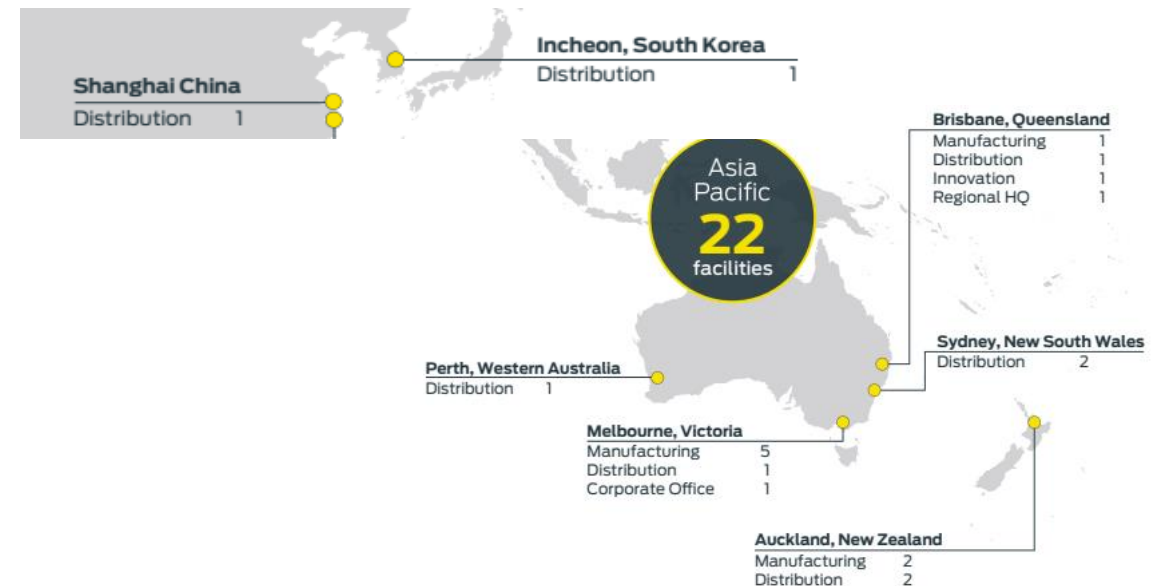 Incheon, South Korea
Distribution 1
Shanghai China
Distribution 1
Brisbane, Queensland
Manufacturing 1
Distribution 1
Innovation 1
Regional HQ 1
Asia
Pacific
22
facilities
Sydney, New South Wales
Distribution 2
Perth, Western Australia
Distribution 1
Melbourne, Victoria
Manufacturing 5
Distribution 1
Corporate Office 1
Auckland, New Zealand
Manufacturing 2
Distribution 2